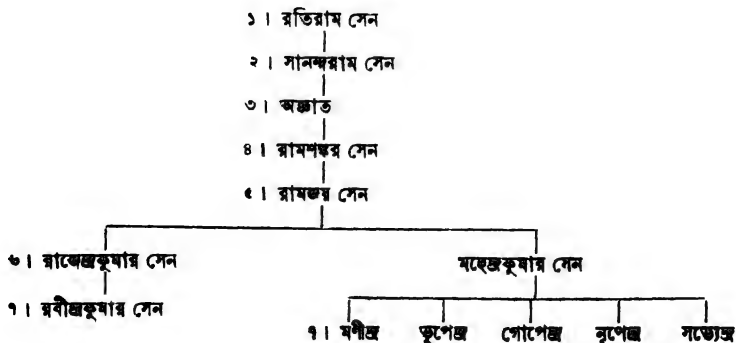 ১। রতিরাম সেন
২। সানন্দরাম সেন
৩। অজ্ঞাত
৪। রামশঙ্কর সেন
৫। রামজয় সেন
৬। রাজেন্দ্রকুমার সেন মহেন্দ্রকুমার সেন
৭। রবীন্দ্রকুমার সেন
৭। মণীন্দ্র ভূপেন্দ্র গোপেন্দ্র নৃপেন্দ্র সত্যেন্দ্র